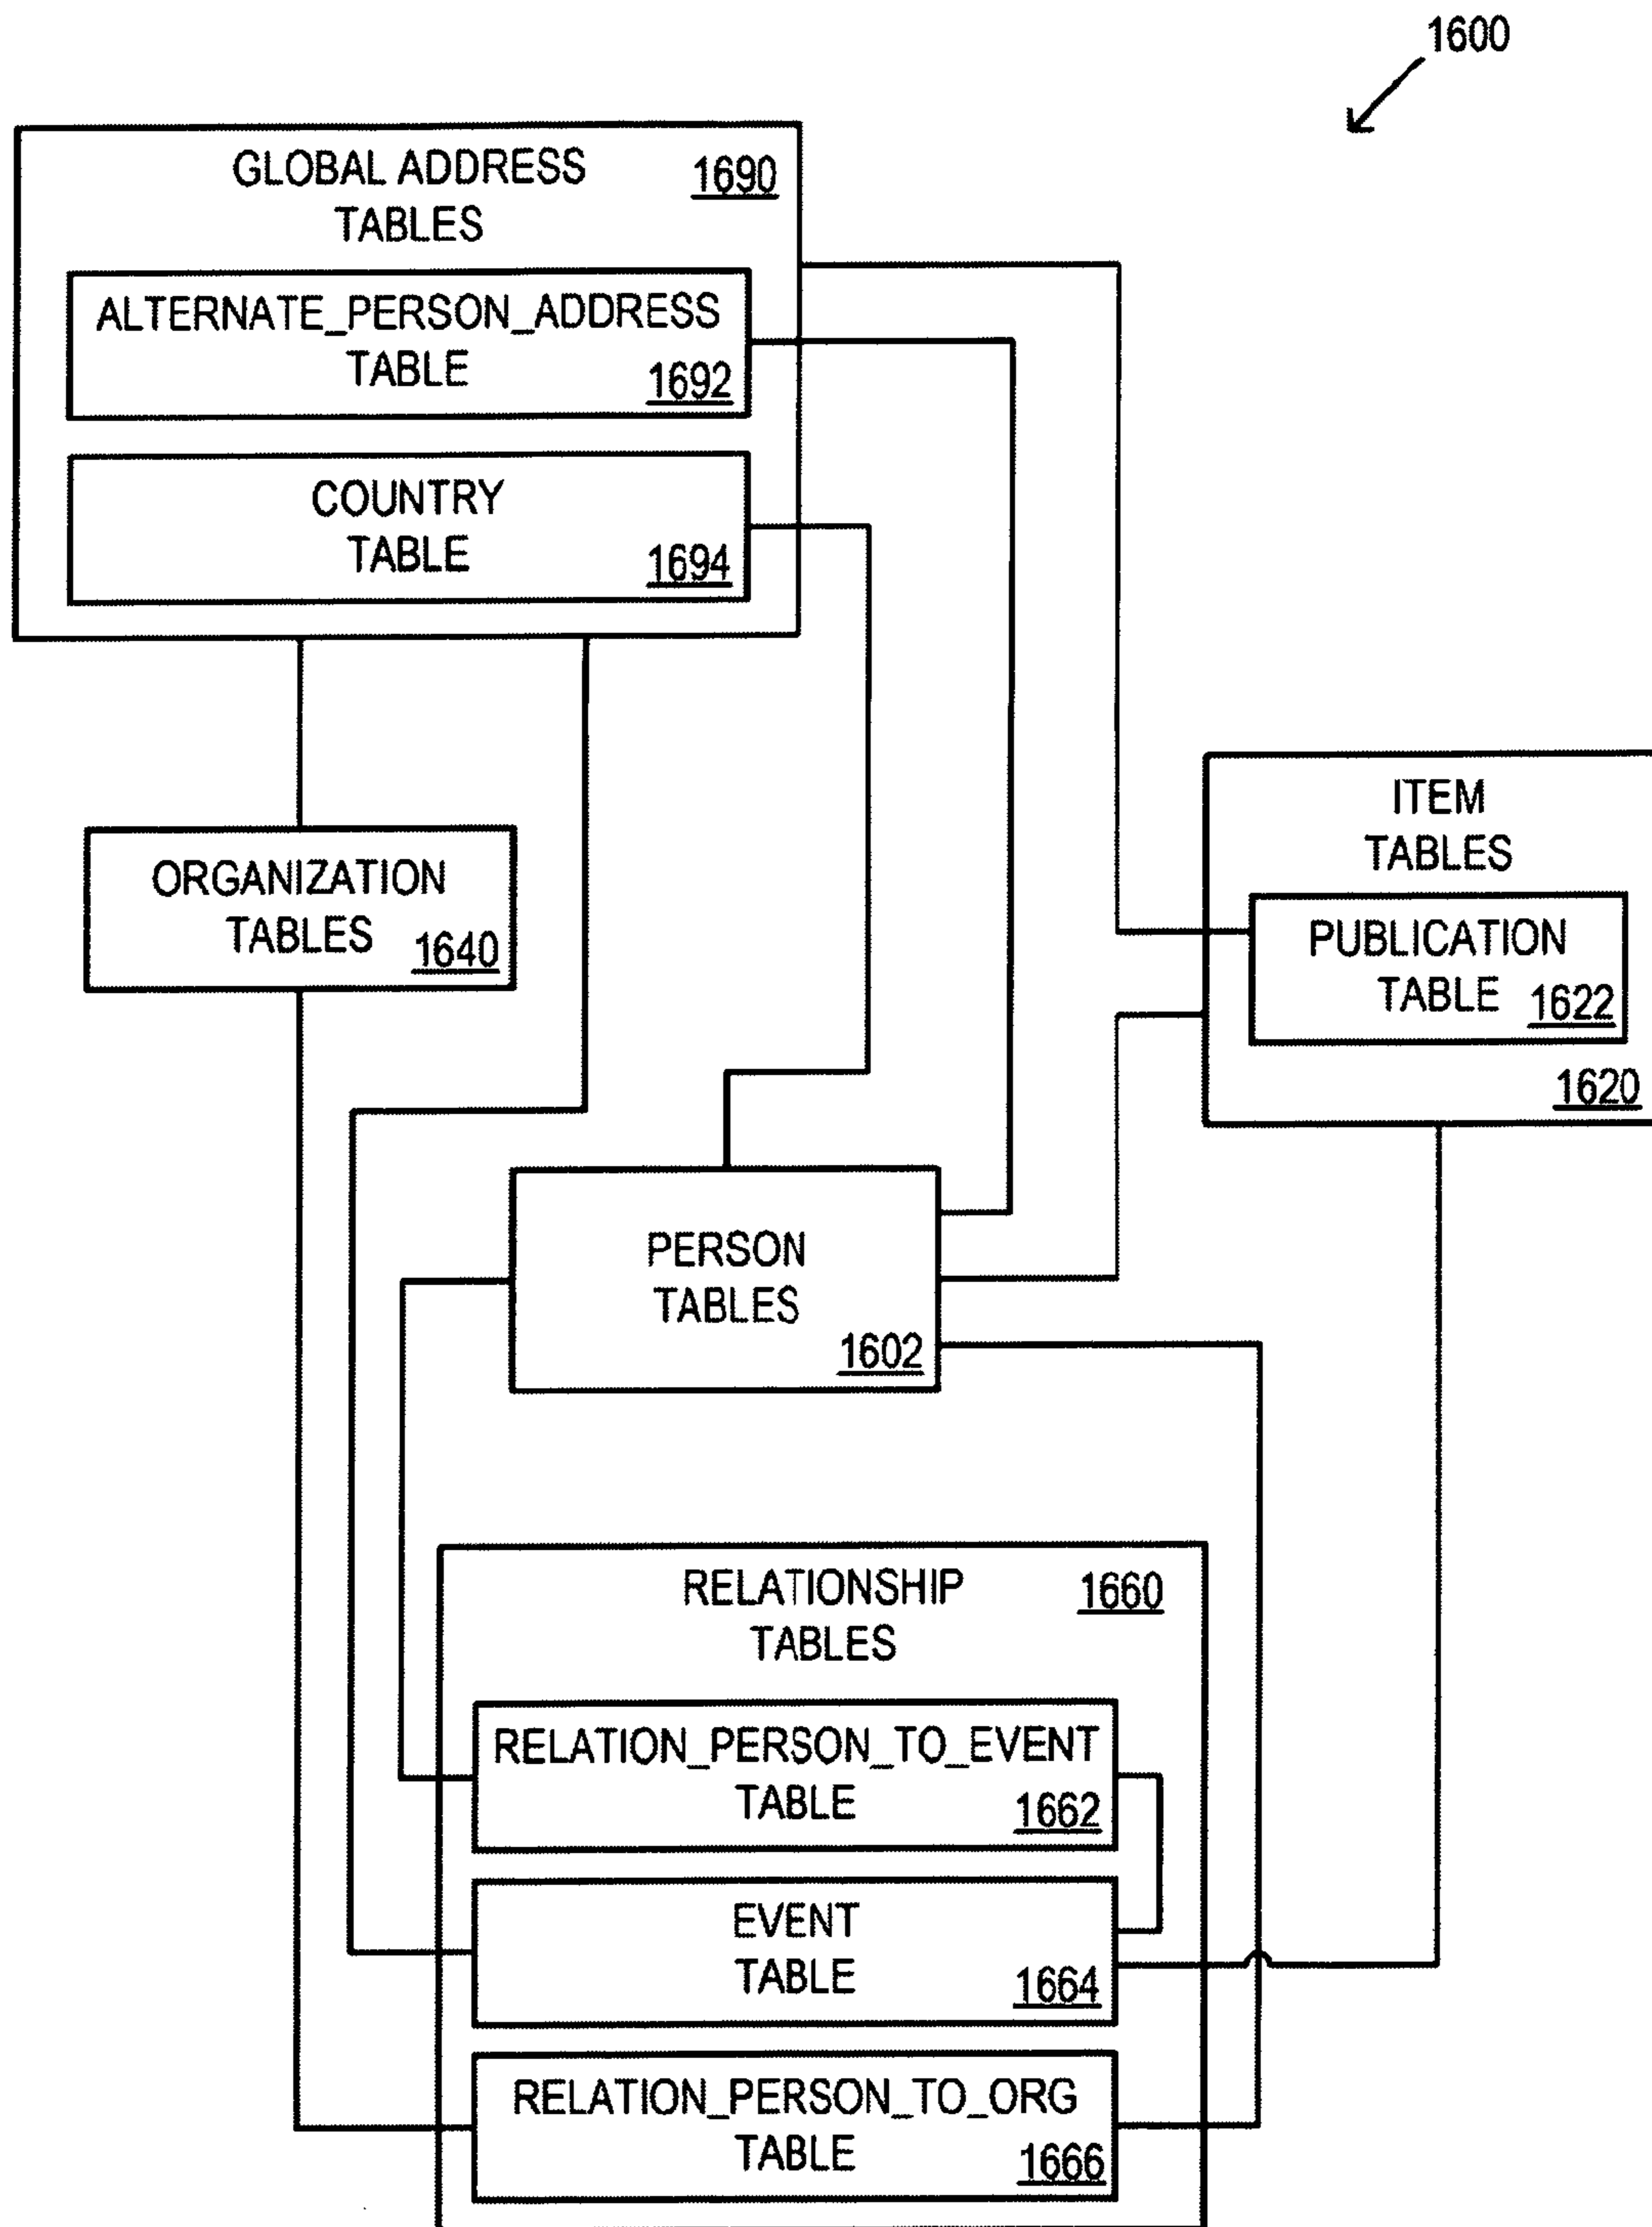 1600
GLOBAL ADDRESS
TABLES
1690
ALTERNATE_PERSON_ADDRESS
TABLE
1692
COUNTRY
TABLE
1694
ORGANIZATION
TABLES
1640
ITEM
TABLES
PUBLICATION
TABLE
1622
1620
PERSON
TABLES
1602
RELATIONSHIP
TABLES
1660
RELATION_PERSON_TO_EVENT
TABLE
1662
EVENT
TABLE
1664
RELATION_PERSON_TO_ORG
TABLE
1666